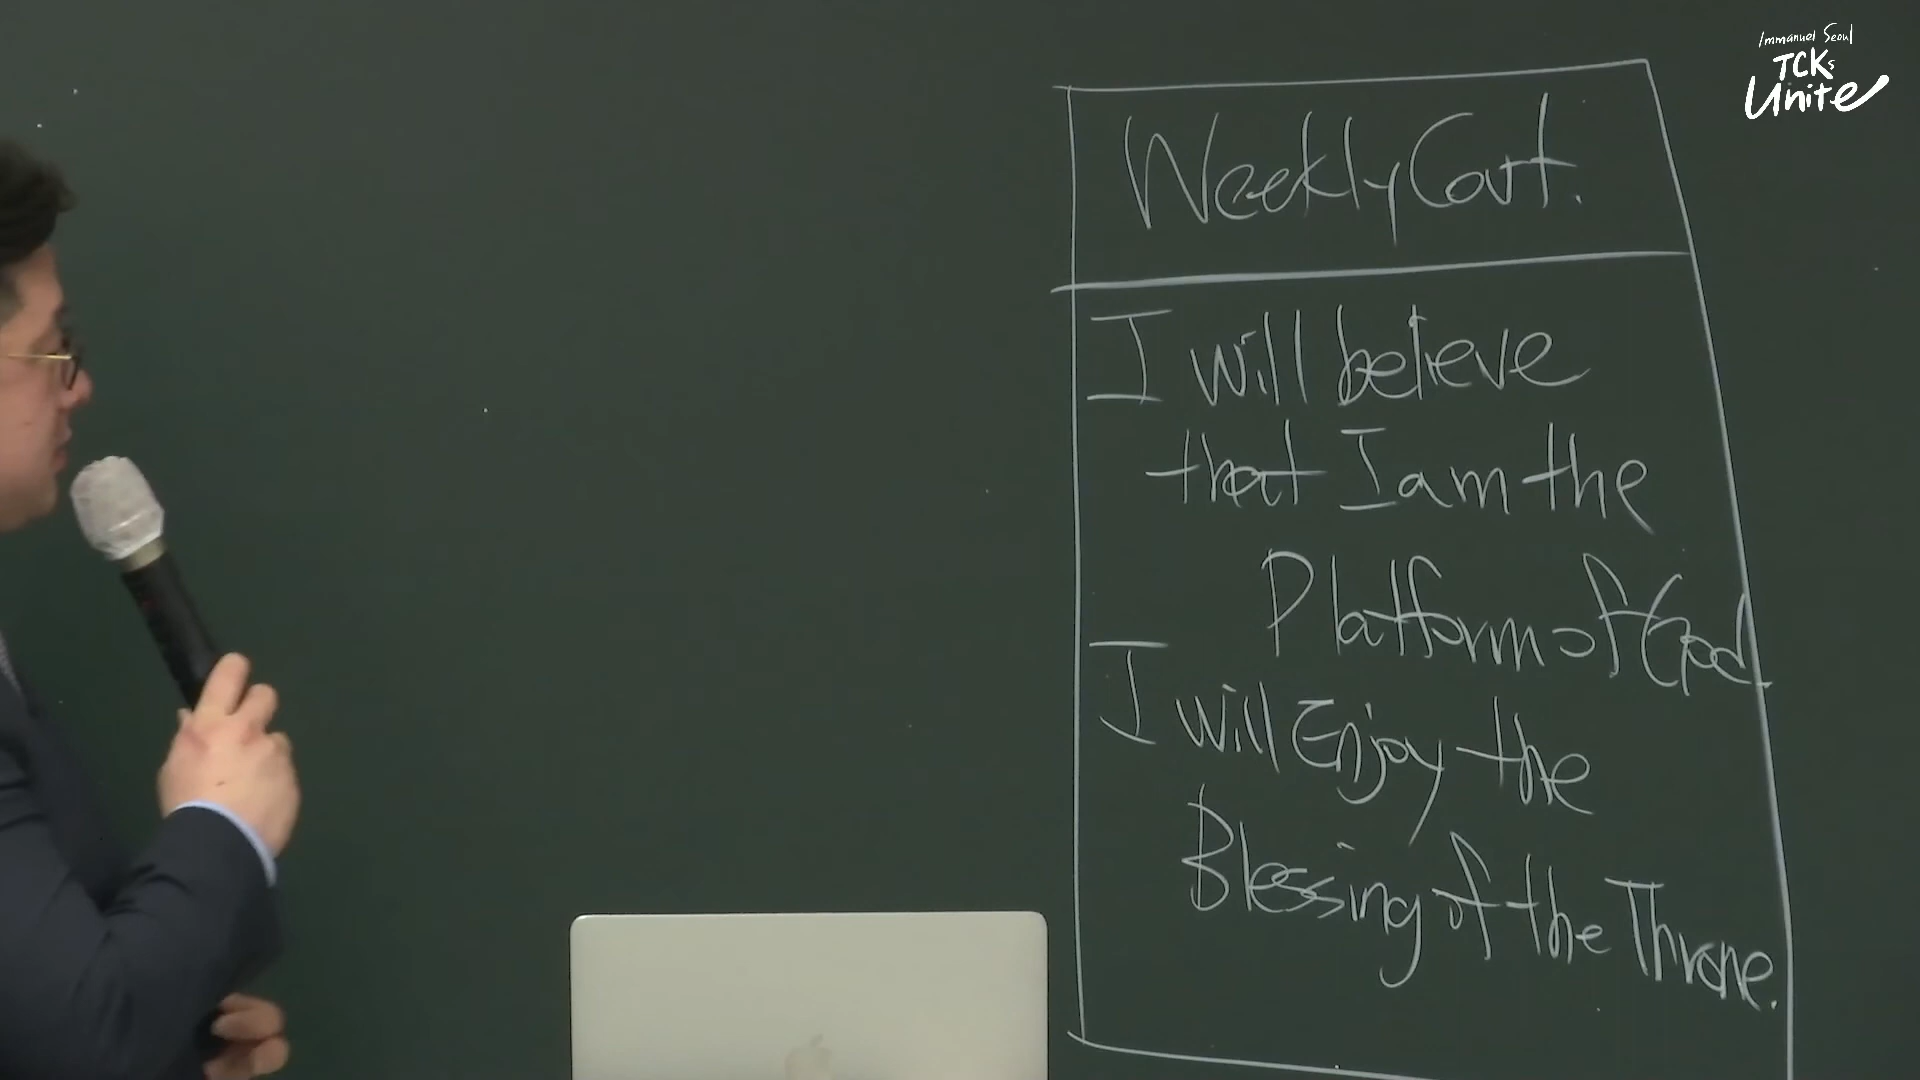 Immanuel Seoul
TCKs
Unite
Weekly Covt.
I will believe
that I am the
Platform of God.
I will Enjoy the
Blessing of the Throne.